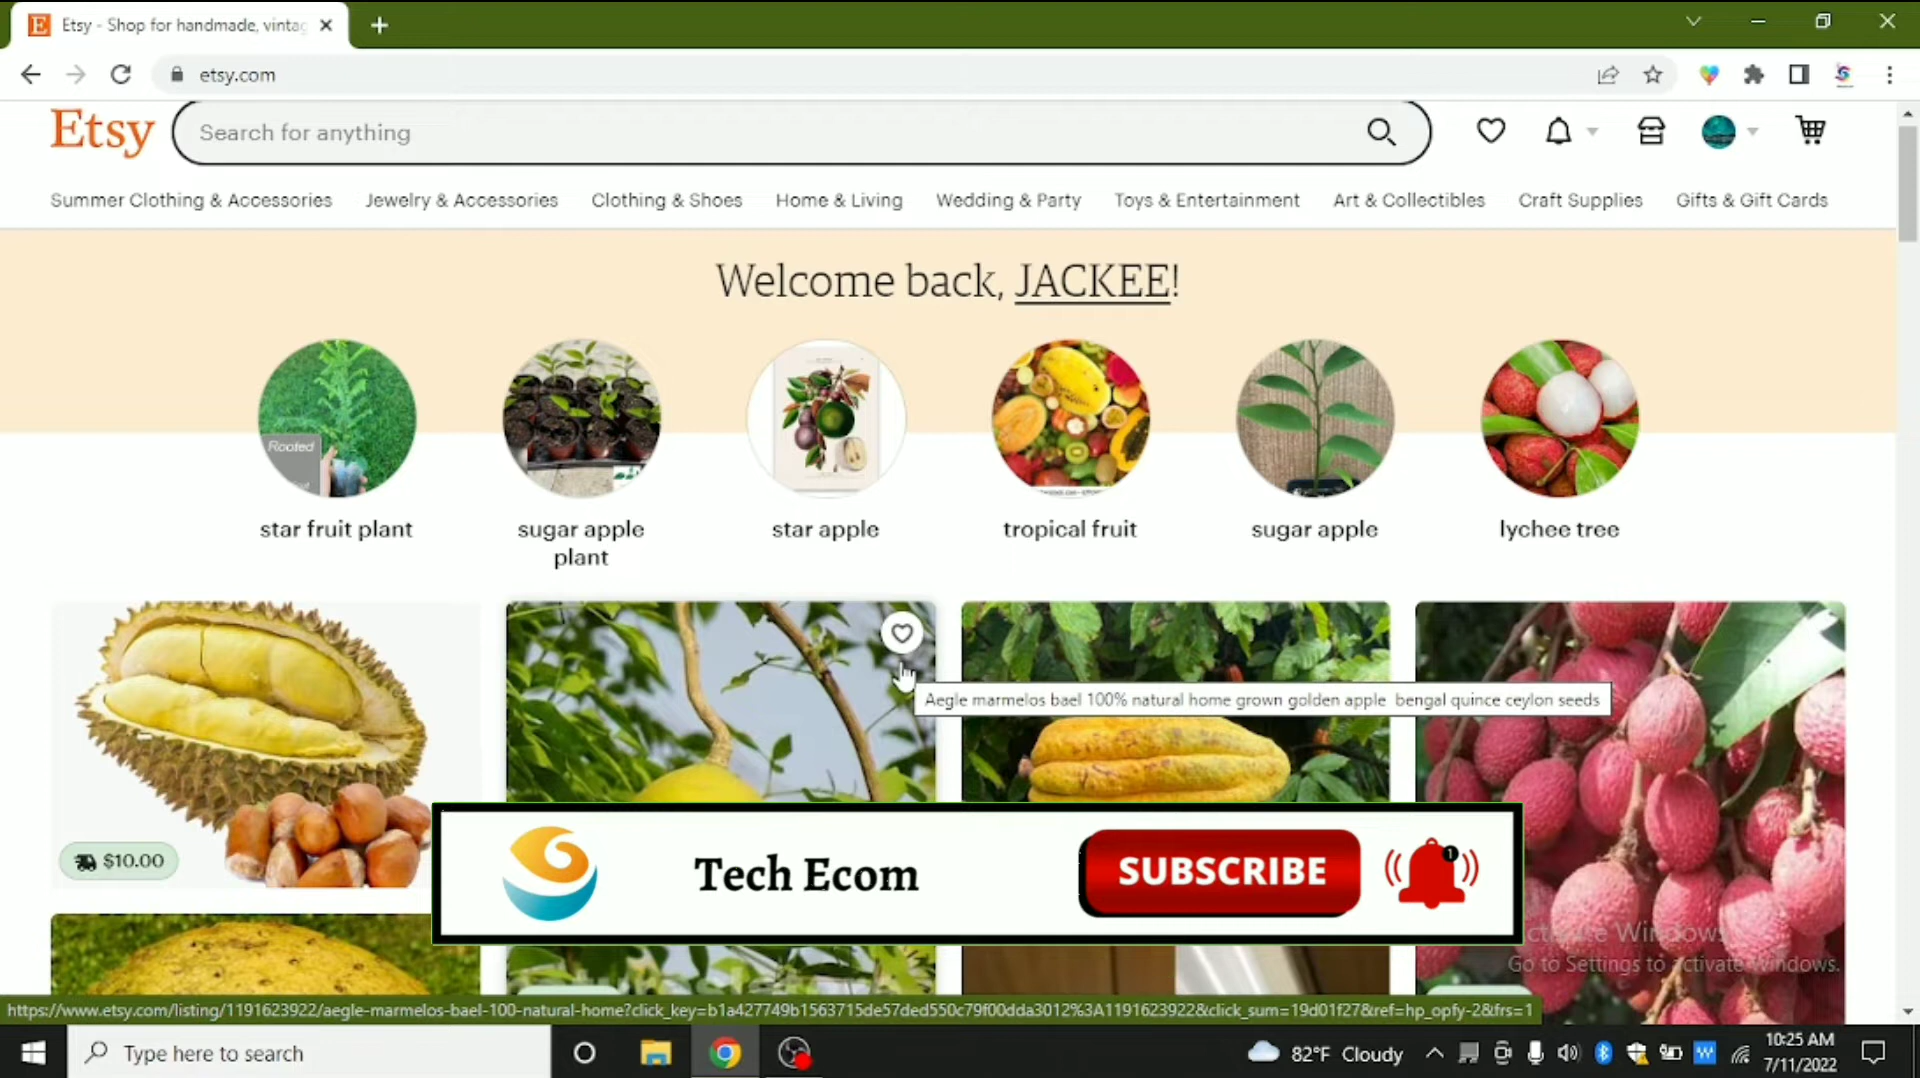 Etsy - Shop for handmade, vintag
etsy.com
Etsy
Search for anything
Summer Clothing & Accessories
Jewelry & Accessories
Clothing & Shoes
Home & Living
Wedding & Party
Toys & Entertainment
Art & Collectibles
Craft Supplies
Gifts & Gift Cards
Welcome back, JACKEE!
Rooted
star fruit plant
sugar apple
plant
star apple
tropical fruit
sugar apple
lychee tree
Aegle marmelos bael 100% natural home grown golden apple bengal quince ceylon seeds
$10.00
Tech Ecom
SUBSCRIBE
1
Activate Windows
Go to Settings to activate Windows.
https://www.etsy.com/listing/1191623922/aegle-marmelos-bael-100-natural-home?click_key=b1a427749b1563715de57ded550c79f00dda3012%3A1191623922&click_sum=19d01f27&ref=hp_opfy-2&frs=1
Type here to search
82°F Cloudy
10:25 AM
7/11/2022